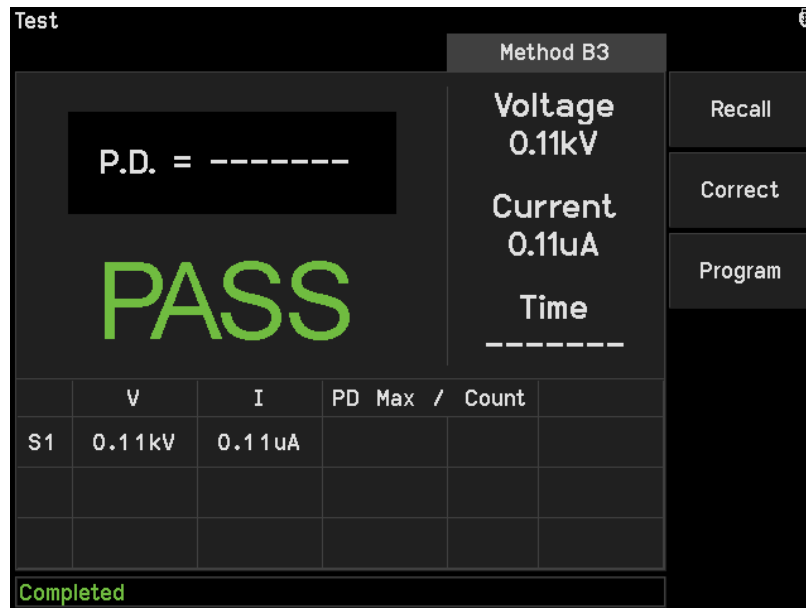 Test
Method B3
P.D. = -------
PASS
Voltage
0.11kV
Current
0.11uA
Time
-------
Recall
Correct
Program
V I PD Max / Count
S1 0.11kV 0.11uA
Completed